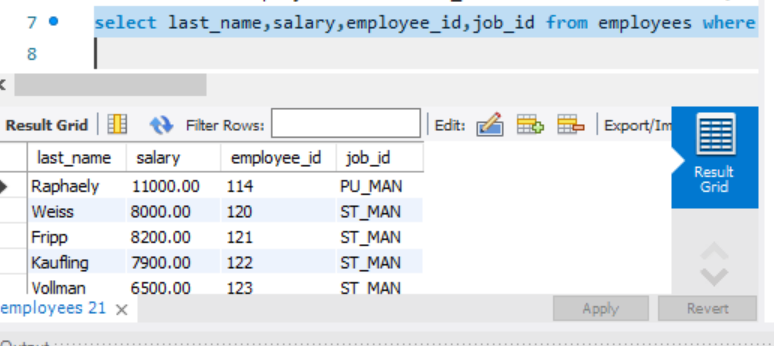 7 select last_name,salary,employee_id,job_id from employees where
8
Result Grid Filter Rows: Edit: Export/Im
last_name salary employee_id job_id
Raphaely 11000.00 114 PU_MAN
Weiss 8000.00 120 ST_MAN
Fripp 8200.00 121 ST_MAN
Kaufling 7900.00 122 ST_MAN
Vollman 6500.00 123 ST_MAN
Result
Grid
employees 21 × Apply Revert